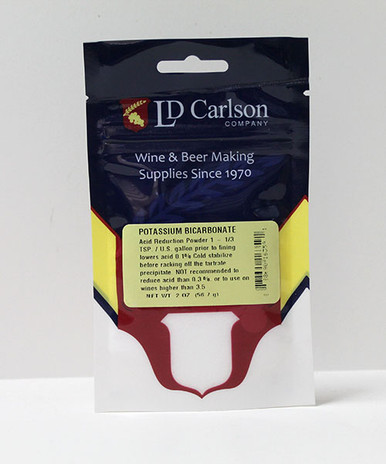 LD Carlson
COMPANY
Wine & Beer Making
Supplies Since 1970
POTASSIUM BICARBONATE
Acid Reduction Powder 1 - 1/3
TSP. / U.S. gallon prior to fining
lowers acid 0.1% Cold stabilize
before racking off the tartrate
precipitate. NOT recommended to
reduce acid than 0.3%. or to use on
wines higher than 3.5
NET WT. 2 OZ. (56.7 g)